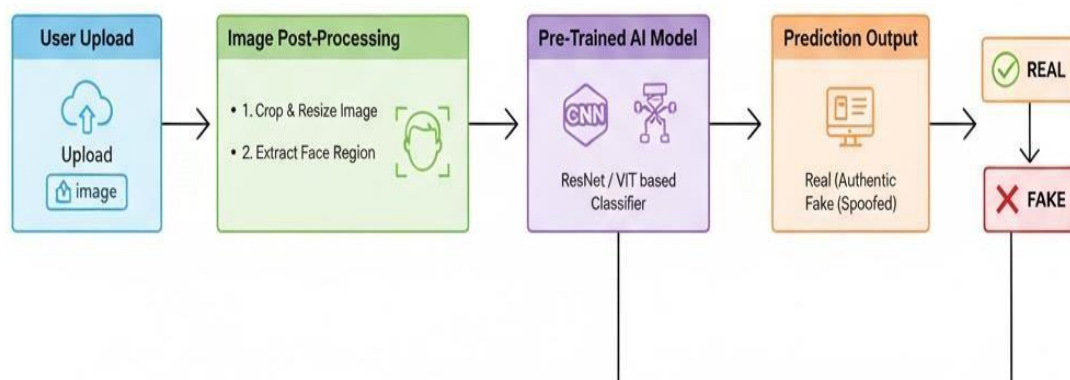 User Upload
Upload
image
Image Post-Processing
• 1. Crop & Resize Image
• 2. Extract Face Region
Pre-Trained AI Model
CNN
ResNet / VIT based
Classifier
Prediction Output
Real (Authentic
Fake (Spoofed)
REAL
FAKE